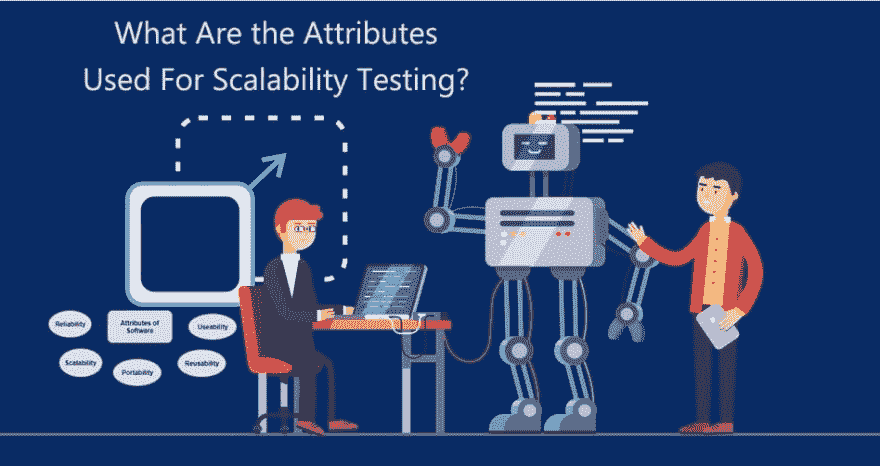 What Are the Attributes
Used For Scalability Testing?
Reliability
Attributes of
Software
Useability
Scalability
Portability
Reusability